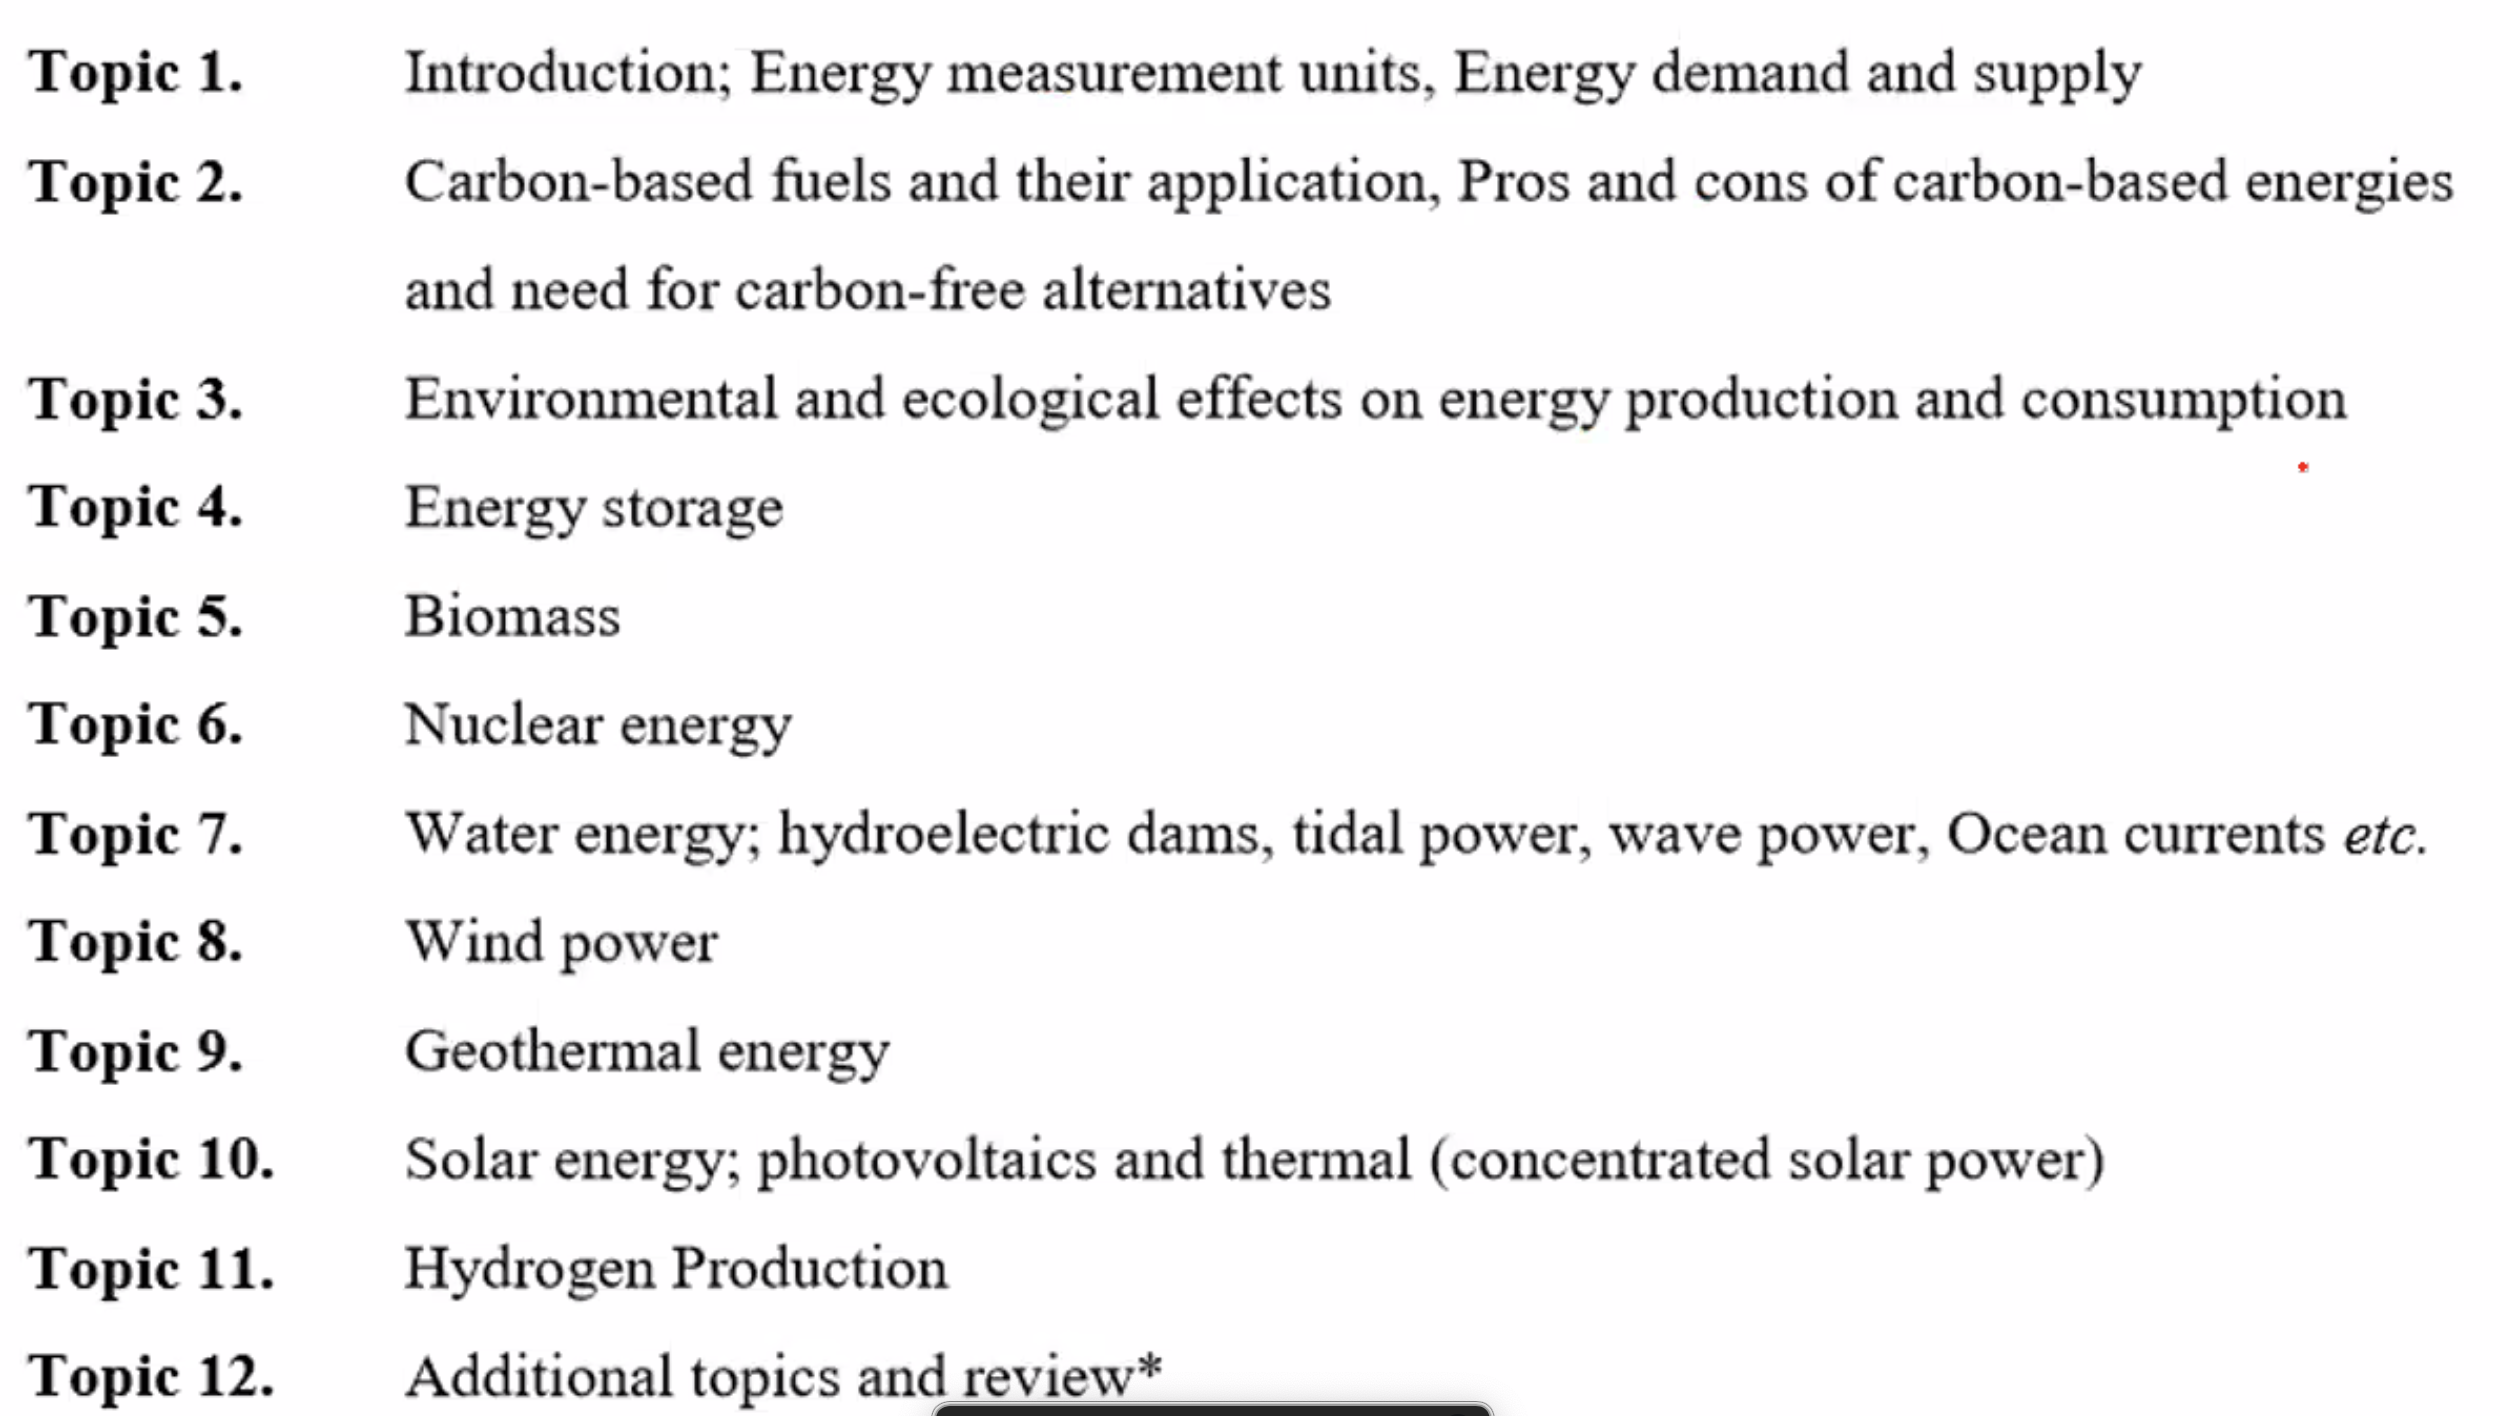 Topic 1. Introduction; Energy measurement units, Energy demand and supply
Topic 2. Carbon-based fuels and their application, Pros and cons of carbon-based energies
and need for carbon-free alternatives
Topic 3. Environmental and ecological effects on energy production and consumption
Topic 4. Energy storage
Topic 5. Biomass
Topic 6. Nuclear energy
Topic 7. Water energy; hydroelectric dams, tidal power, wave power, Ocean currents etc.
Topic 8. Wind power
Topic 9. Geothermal energy
Topic 10. Solar energy; photovoltaics and thermal (concentrated solar power)
Topic 11. Hydrogen Production
Topic 12. Additional topics and review*